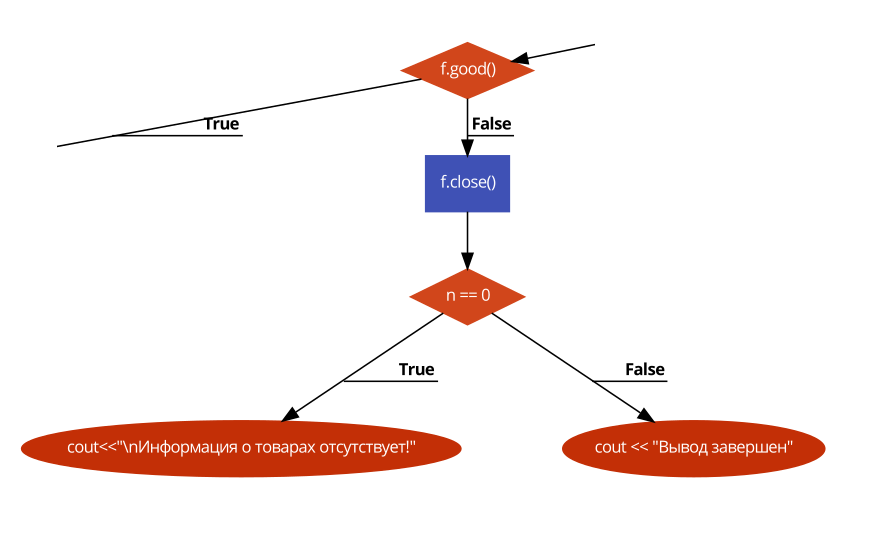 f.good()
True
False
f.close()
n == 0
True
False
cout<<"\nИнформация о товарах отсутствует!"
cout << "Вывод завершен"